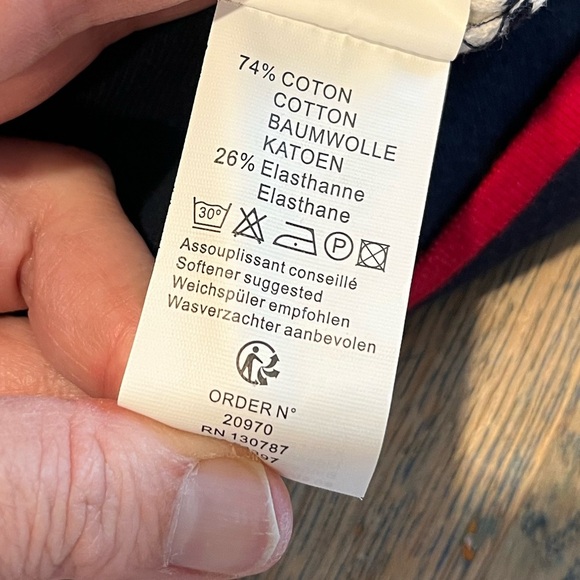 74% COTON
COTTON
BAUMWOLLE
KATOEN
26% Elasthanne
Elasthane
30°
P
Assouplissant conseillé
Softener suggested
Weichspüler empfohlen
Wasverzachter aanbevolen
ORDER N°
20970
RN 130787